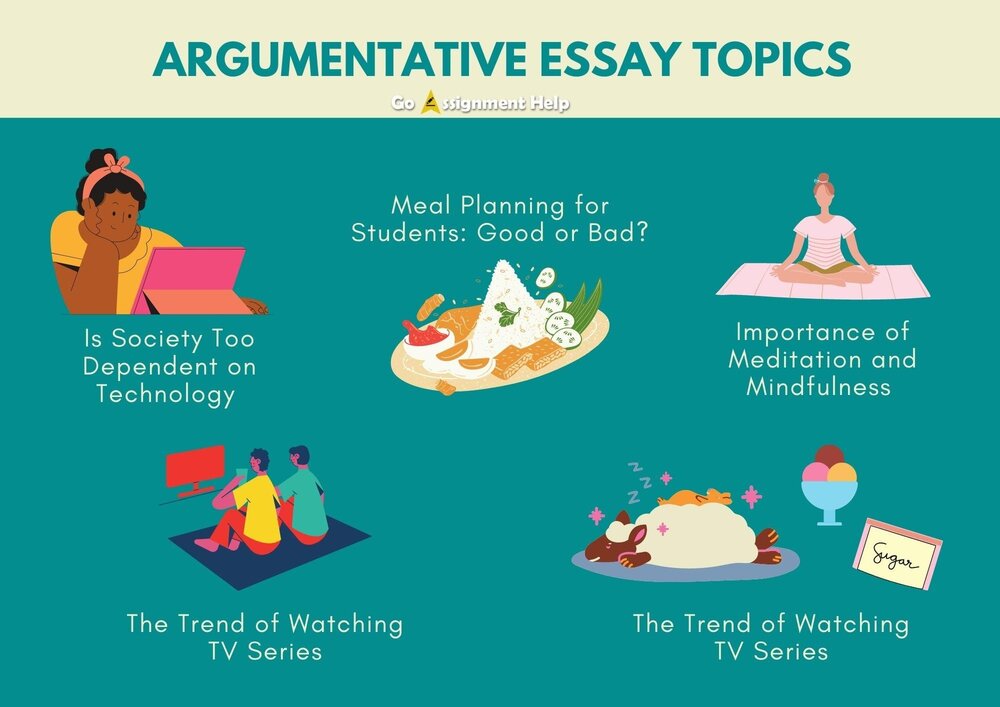 ARGUMENTATIVE ESSAY TOPICS
Go Assignment Help
Meal Planning for
Students: Good or Bad?
Is Society Too
Dependent on
Technology
Importance of
Meditation and
Mindfulness
z
z
z
z
Sugar
The Trend of Watching
TV Series
The Trend of Watching
TV Series